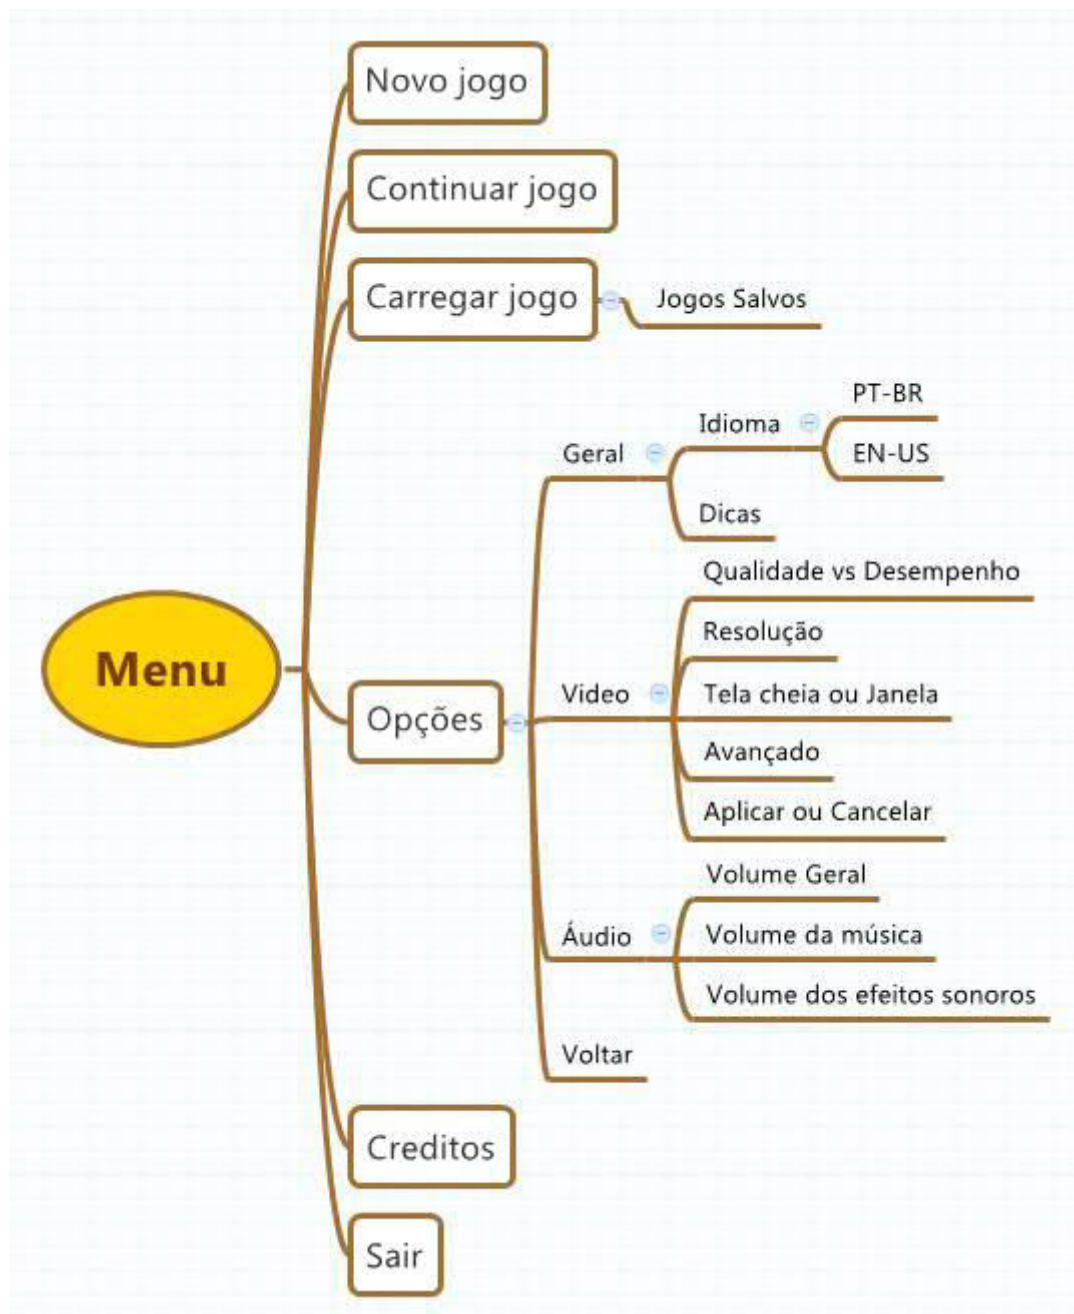 Novo jogo
Continuar jogo
Carregar jogo
Jogos Salvos
PT-BR
Idioma
EN-US
Geral
Dicas
Qualidade vs Desempenho
Resolução
Menu
Opções
Video
Tela cheia ou Janela
Avançado
Aplicar ou Cancelar
Volume Geral
Áudio
Volume da música
Volume dos efeitos sonoros
Voltar
Creditos
Sair